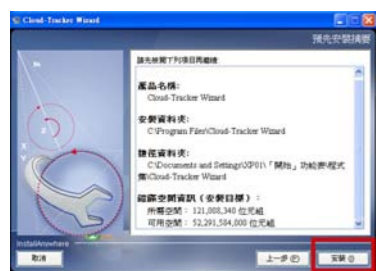 Cloud-Tracker Wizard
預先安裝摘要
請先檢閱下列項目再繼續:
產品名稱:
Cloud-Tracker Wizard
安裝資料夾:
C:\Program Files\Cloud-Tracker Wizard
捷徑資料夾:
C:\Documents and Settings\XP01\「開始」功能表\程式
集\Cloud-Tracker Wizard
磁碟空間資訊(安裝目標):
所需空間: 121,008,340 位元組
可用空間: 52,291,584,000 位元組
InstallAnywhere
取消
上一步(P)
安裝(I)